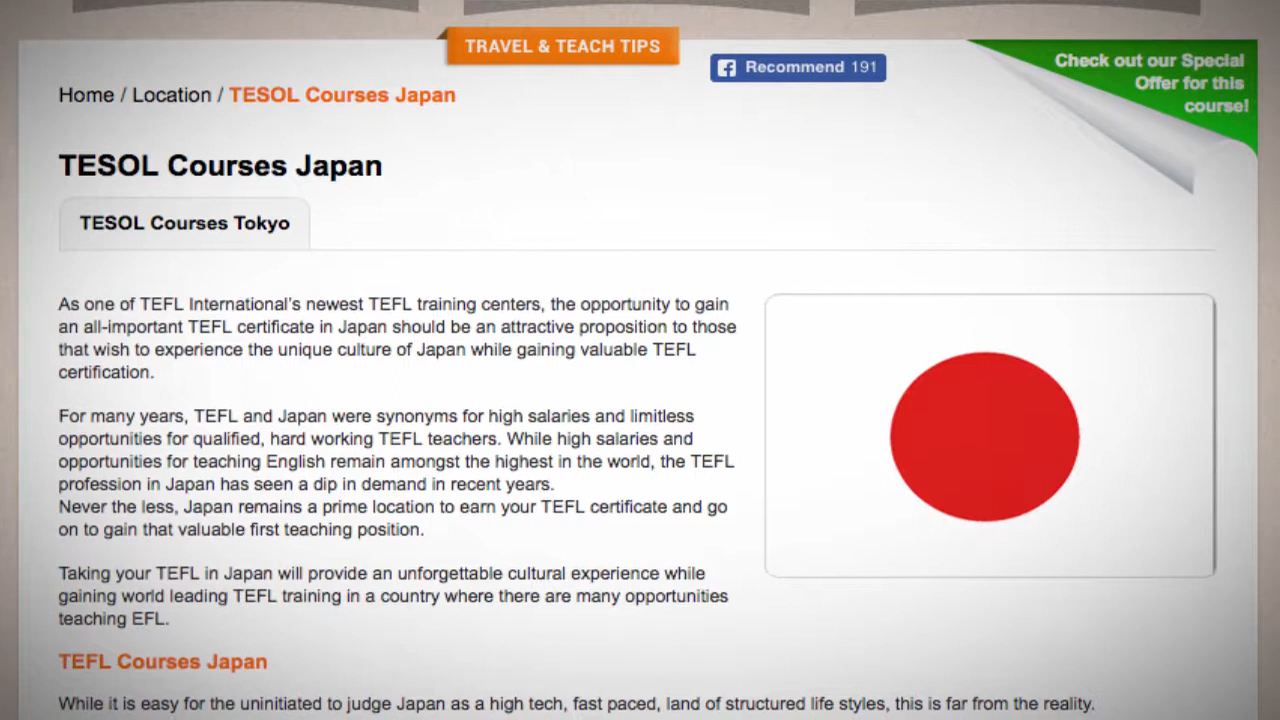 TRAVEL & TEACH TIPS
Recommend 191
Check out our Special
Offer for this
course!
Home / Location / TESOL Courses Japan
TESOL Courses Japan
TESOL Courses Tokyo
As one of TEFL International's newest TEFL training centers, the opportunity to gain
an all-important TEFL certificate in Japan should be an attractive proposition to those
that wish to experience the unique culture of Japan while gaining valuable TEFL
certification.
For many years, TEFL and Japan were synonyms for high salaries and limitless
opportunities for qualified, hard working TEFL teachers. While high salaries and
opportunities for teaching English remain amongst the highest in the world, the TEFL
profession in Japan has seen a dip in demand in recent years.
Never the less, Japan remains a prime location to earn your TEFL certificate and go
on to gain that valuable first teaching position.
Taking your TEFL in Japan will provide an unforgettable cultural experience while
gaining world leading TEFL training in a country where there are many opportunities
teaching EFL.
TEFL Courses Japan
While it is easy for the uninitiated to judge Japan as a high tech, fast paced, land of structured life styles, this is far from the reality.